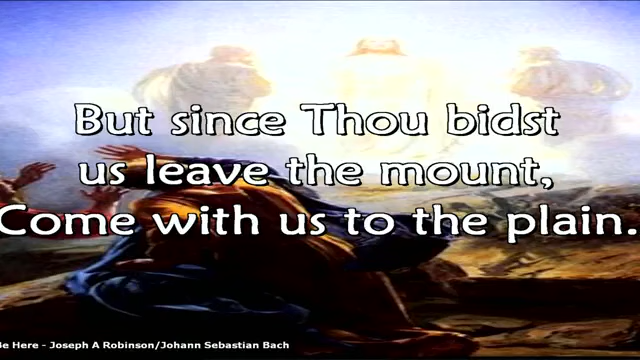 But since Thou bidst
us leave the mount,
Come with us to the plain.
Be Here - Joseph A Robinson/Johann Sebastian Bach